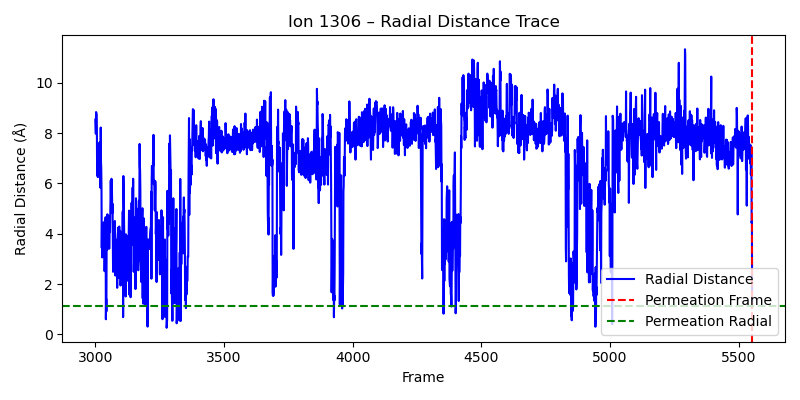 Ion 1306 – Radial Distance Trace
Radial Distance (Å)
10
8
6
4
2
0
Radial Distance
Permeation Frame
Permeation Radial
3000 3500 4000 4500 5000 5500
Frame